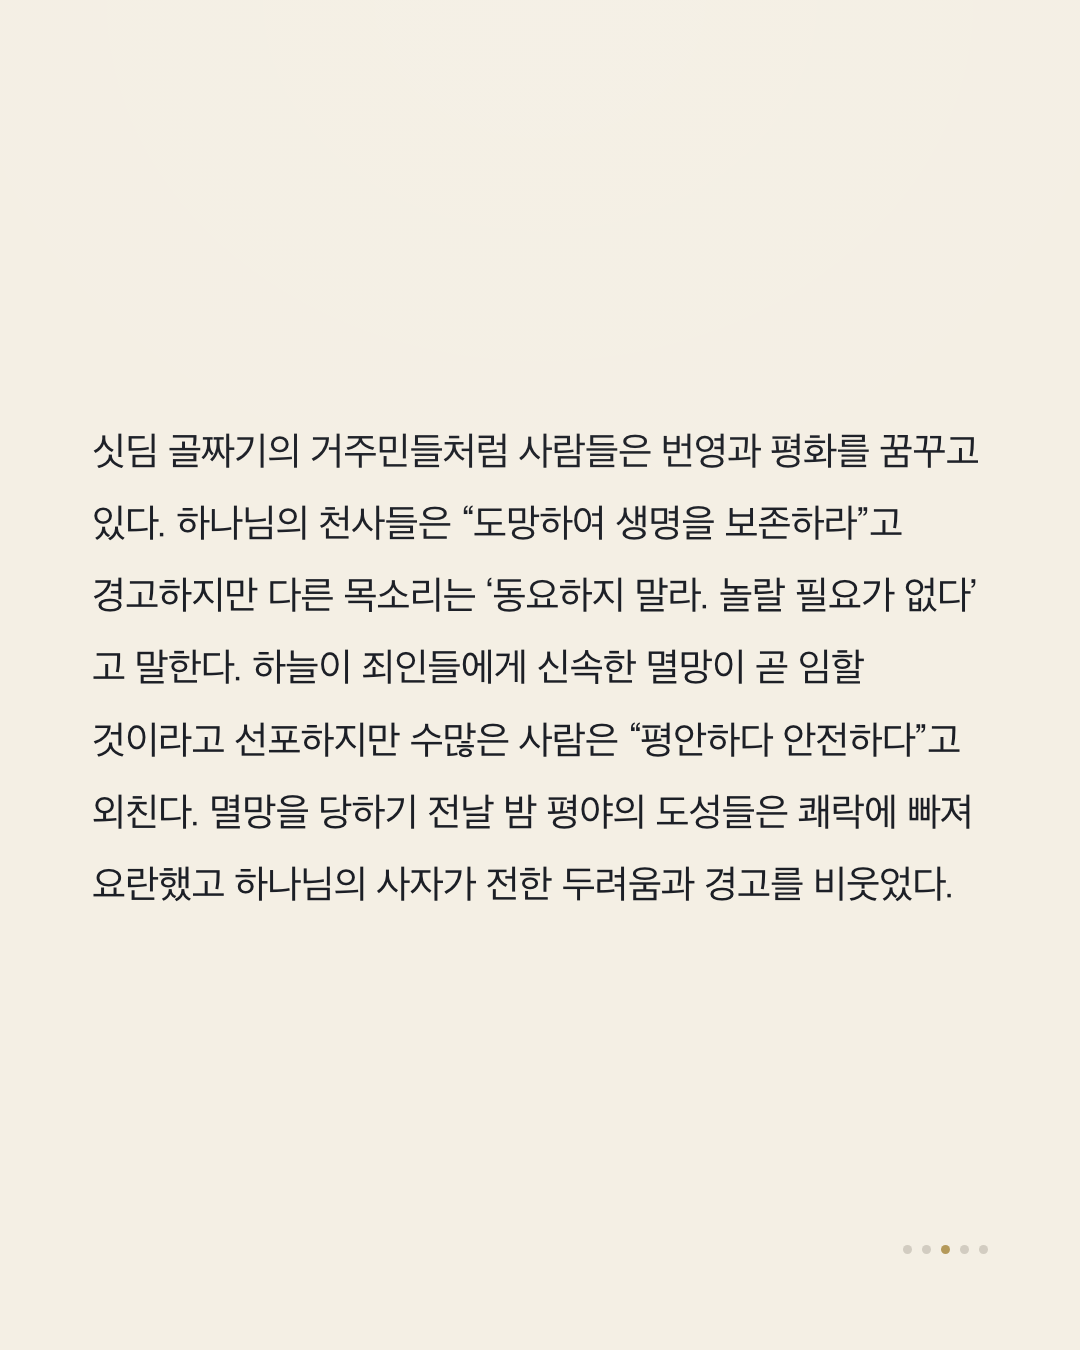 싯딤 골짜기의 거주민들처럼 사람들은 번영과 평화를 꿈꾸고
있다. 하나님의 천사들은 “도망하여 생명을 보존하라”고
경고하지만 다른 목소리는 ‘동요하지 말라. 놀랄 필요가 없다’
고 말한다. 하늘이 죄인들에게 신속한 멸망이 곧 임할
것이라고 선포하지만 수많은 사람은 “평안하다 안전하다”고
외친다. 멸망을 당하기 전날 밤 평야의 도성들은 쾌락에 빠져
요란했고 하나님의 사자가 전한 두려움과 경고를 비웃었다.